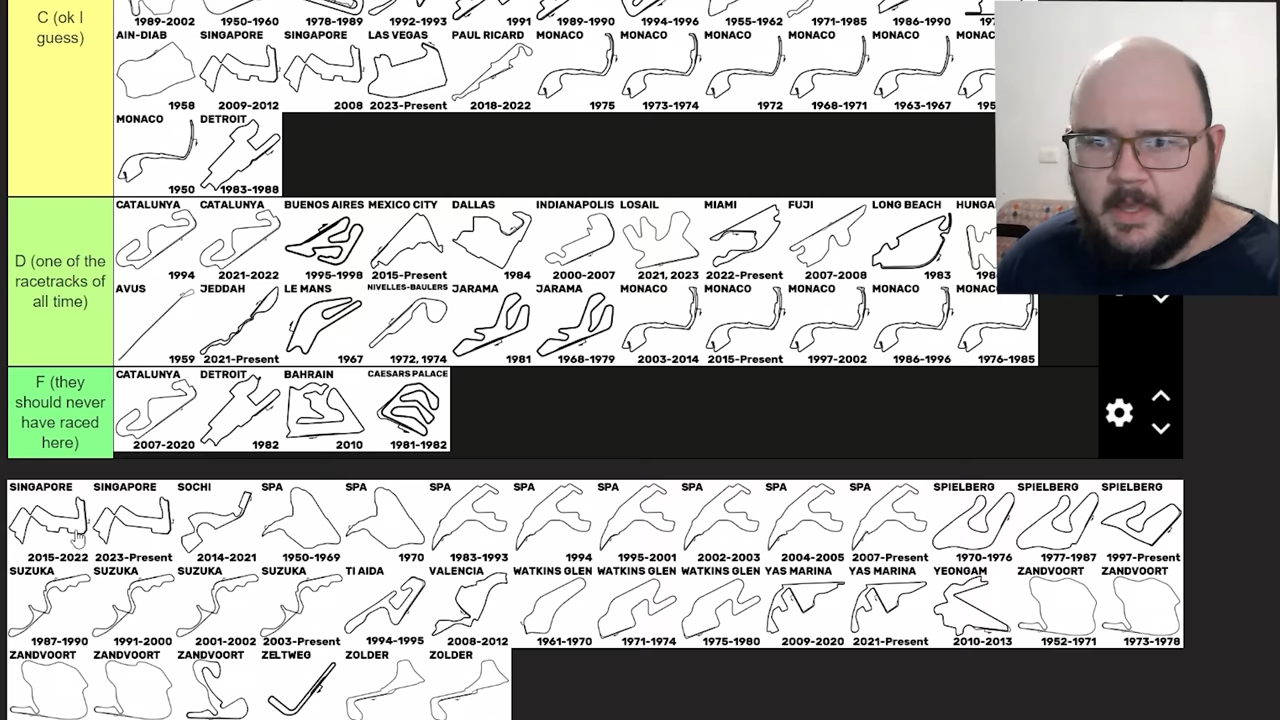 C (ok I
guess)
1989-2002 1950-1960 1978-1989 1992-1993 1991 1989-1990 1994-1996 1955-1962 1971-1985 1986-1990
AIN-DIAB SINGAPORE SINGAPORE LAS VEGAS PAUL RICARD MONACO MONACO MONACO MONACO MONACO MONAC
1958 2009-2012 2008 2023-Present 2018-2022 1975 1973-1974 1972 1968-1971 1963-1967 195
MONACO DETROIT
1950 1983-1988
D (one of the
racetracks of
all time)
CATALUNYA CATALUNYA BUENOS AIRES MEXICO CITY DALLAS INDIANAPOLIS LOSAIL MIAMI FUJI LONG BEACH HUNGA
1994 2021-2022 1995-1998 2015-Present 1984 2000-2007 2021, 2023 2022-Present 2007-2008 1983 198
AVUS JEDDAH LE MANS NIVELLES-BAULERS JARAMA JARAMA MONACO MONACO MONACO MONACO MONAC
1959 2021-Present 1967 1972, 1974 1981 1968-1979 2003-2014 2015-Present 1997-2002 1986-1996 1976-1985
F (they
should never
have raced
here)
CATALUNYA DETROIT BAHRAIN CAESARS PALACE
2007-2020 1982 2010 1981-1982
SINGAPORE SINGAPORE SOCHI SPA SPA SPA SPA SPA SPA SPA SPA SPIELBERG SPIELBERG SPIELBERG
2015-2022 2023-Present 2014-2021 1950-1969 1970 1983-1993 1994 1995-2001 2002-2003 2004-2005 2007-Present 1970-1976 1977-1987 1997-Present
SUZUKA SUZUKA SUZUKA SUZUKA TI AIDA VALENCIA WATKINS GLEN WATKINS GLEN WATKINS GLEN YAS MARINA YAS MARINA YEONGAM ZANDVOORT ZANDVOORT
1987-1990 1991-2000 2001-2002 2003-Present 1994-1995 2008-2012 1961-1970 1971-1974 1975-1980 2009-2020 2021-Present 2010-2013 1952-1971 1973-1978
ZANDVOORT ZANDVOORT ZANDVOORT ZELTWEG ZOLDER ZOLDER